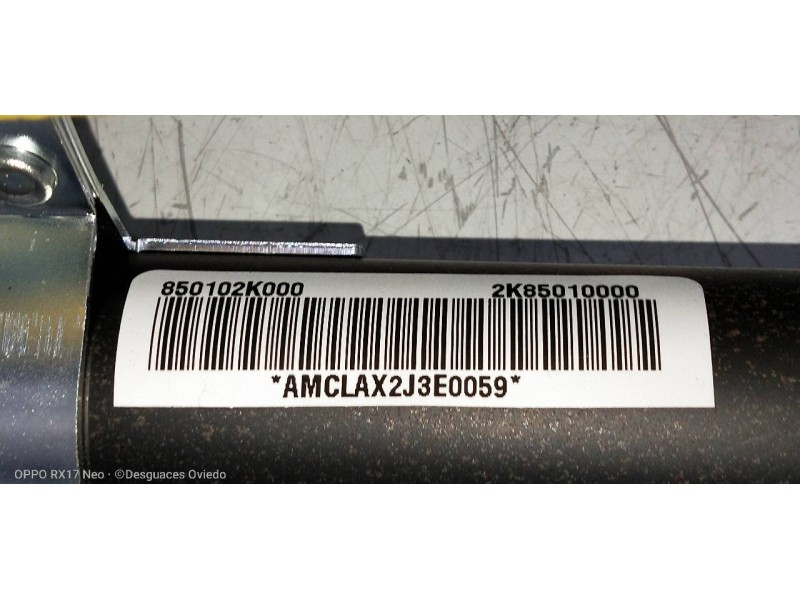 850102K000 2K85010000
*AMCLAX2J3E0059*
OPPO RX17 Neo · ©Desguaces Oviedo